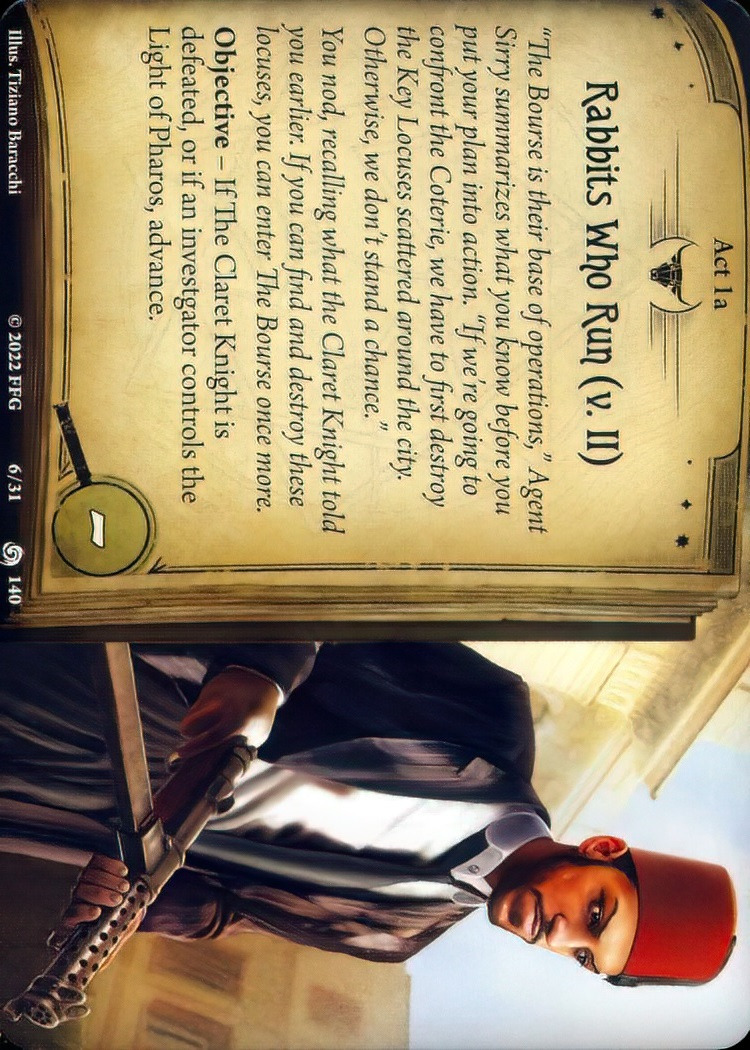 Act 1a
Rabbits Who Run (v. II)
“The Bourse is their base of operations,” Agent
Sirry summarizes what you know before you
put your plan into action. “If we’re going to
confront the Coterie, we have to first destroy
the Key Locuses scattered around the city.
Otherwise, we don’t stand a chance.”
You nod, recalling what the Claret Knight told
you earlier. If you can find and destroy these
locuses, you can enter The Bourse once more.
Objective – If The Claret Knight is
defeated, or if an investgator controls the
Light of Pharos, advance.
-
Illus. Tiziano Baracchi © 2022 FFG 6/31 140